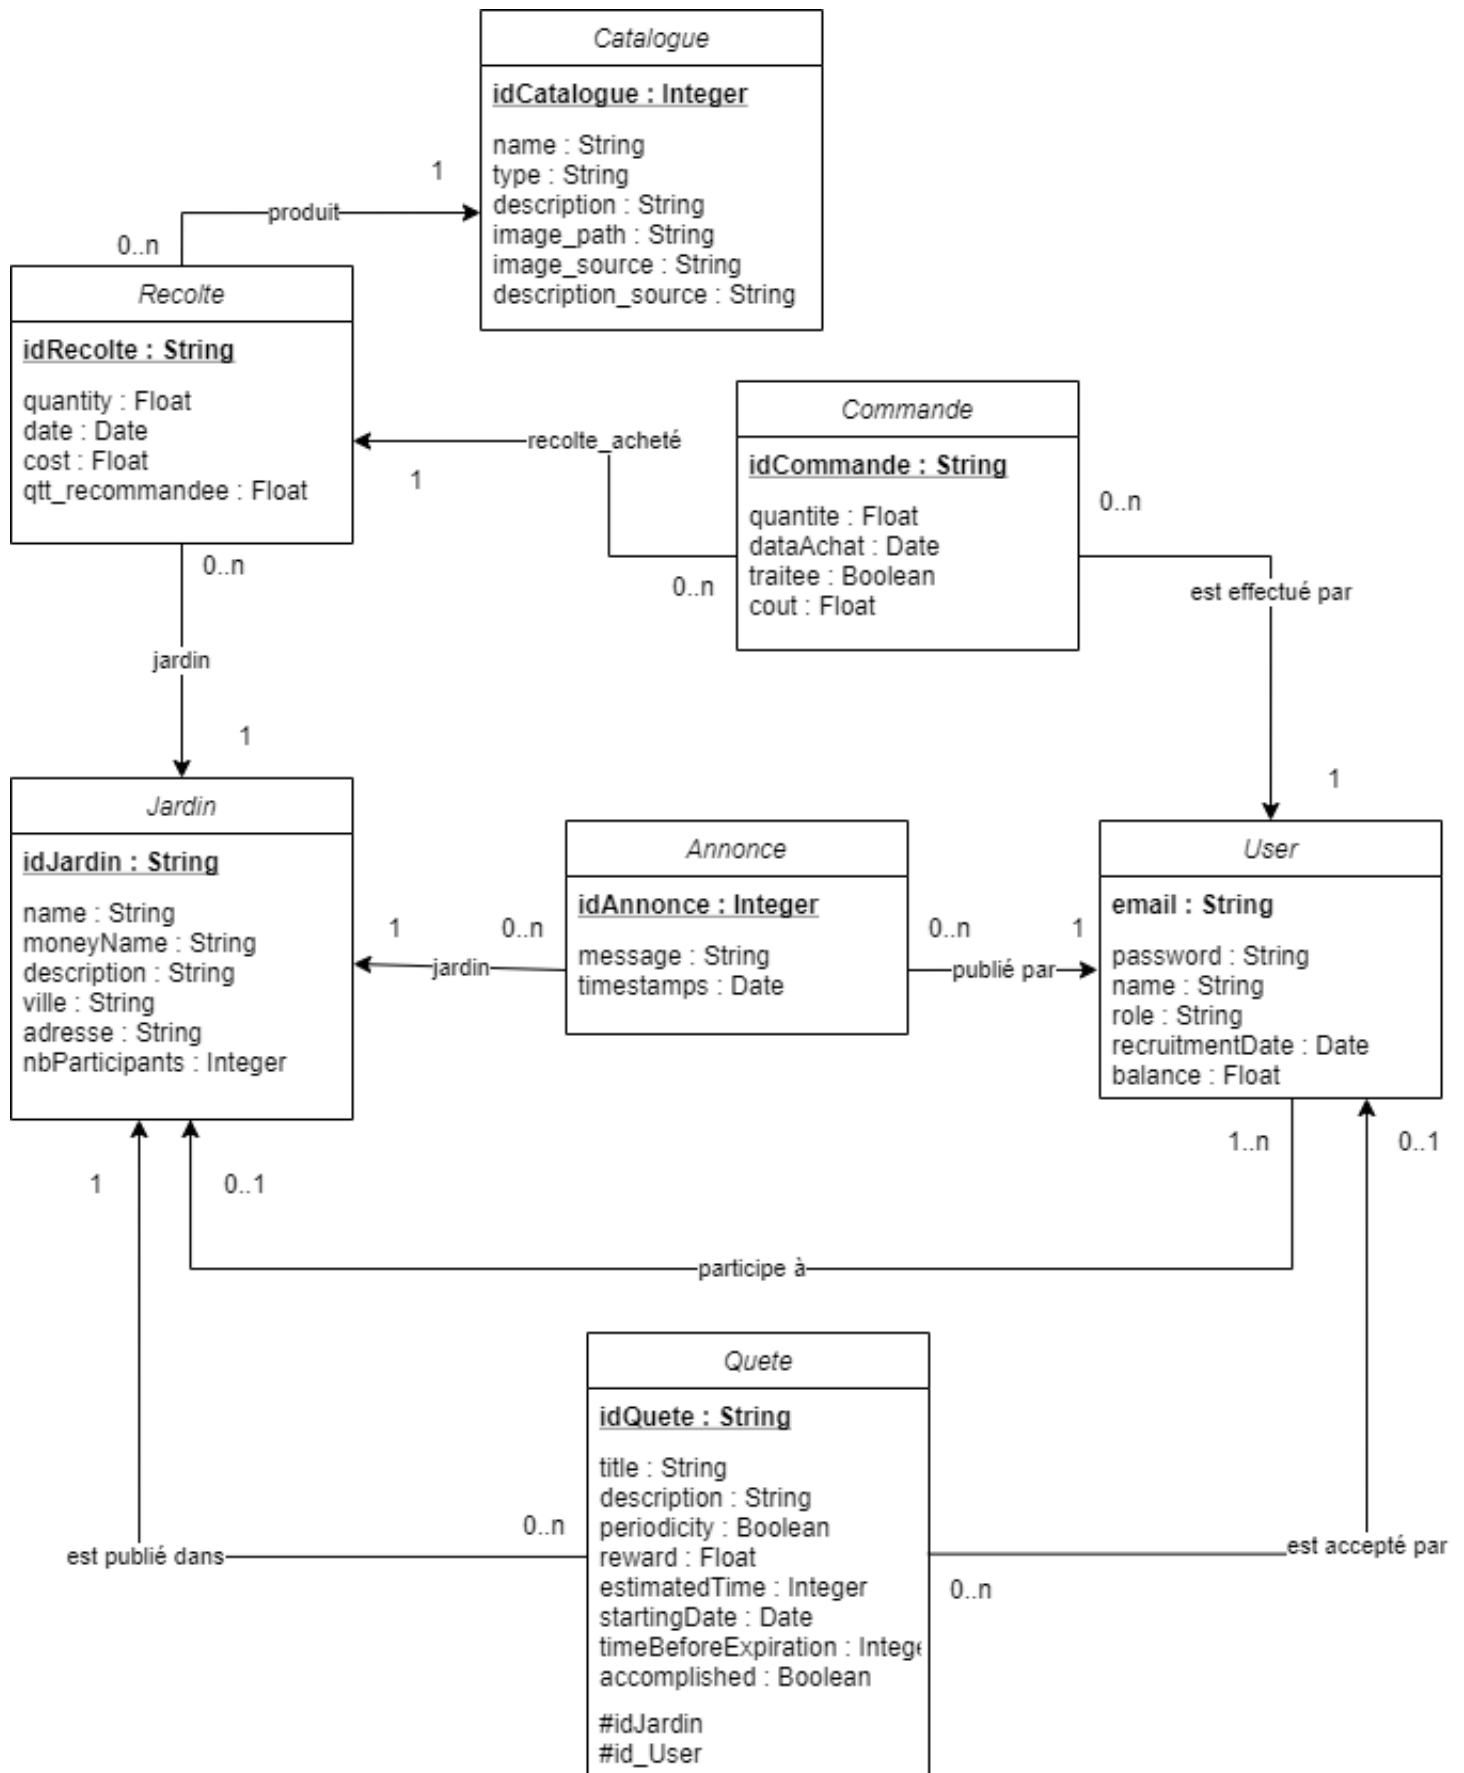 Catalogue
idCatalogue : Integer
name : String
type : String
description : String
image_path : String
image_source : String
description_source : String
1
produit
0..n
Recolte
idRecolte : String
quantity : Float
date : Date
cost : Float
qtt_recommandee : Float
recolte_acheté
1
0..n
Commande
idCommande : String
quantite : Float
dataAchat : Date
traitee : Boolean
cout : Float
0..n
est effectué par
1
0..n
jardin
1
Jardin
idJardin : String
name : String
moneyName : String
description : String
ville : String
adresse : String
nbParticipants : Integer
1
0..n
jardin
Annonce
idAnnonce : Integer
message : String
timestamps : Date
0..n
1
publié par
User
email : String
password : String
name : String
role : String
recruitmentDate : Date
balance : Float
1..n
0..1
1
0..1
participe à
Quete
idQuete : String
title : String
description : String
periodicity : Boolean
reward : Float
estimatedTime : Integer
startingDate : Date
timeBeforeExpiration : Intege
accomplished : Boolean
#idJardin
#id_User
0..n
est publié dans
est accepté par
0..n